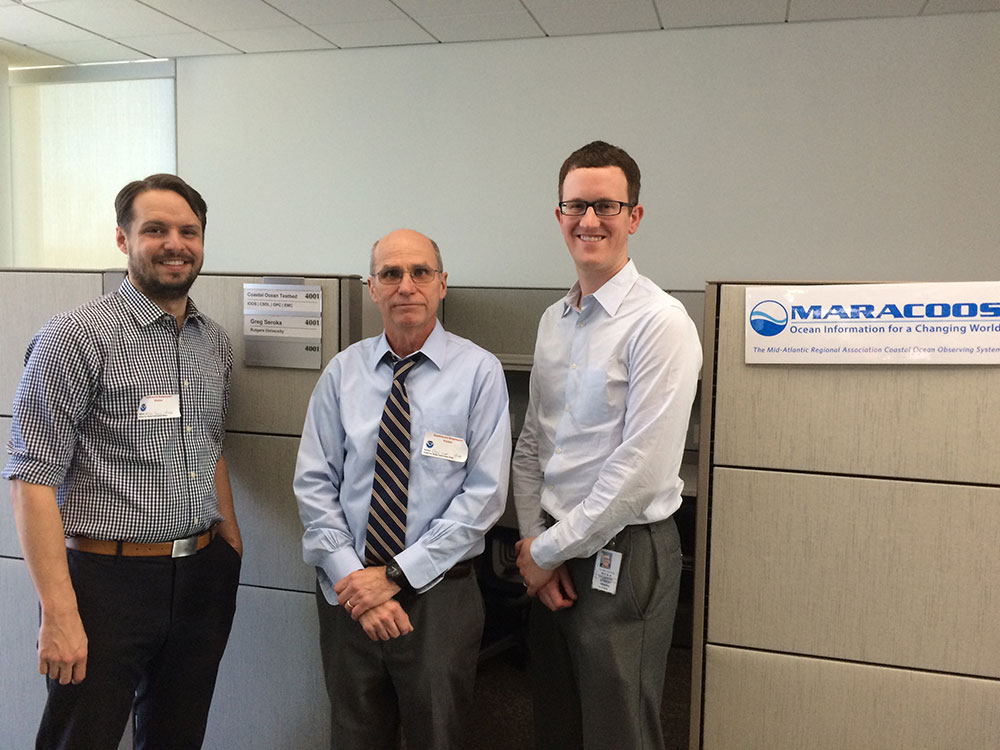 Coastal Ocean Testbed 4001
IOOS | CSDL | OPC | EMC
Greg Seroka 4001
Rutgers University
4001
MARACOOS
Ocean Information for a Changing World
The Mid-Atlantic Regional Association Coastal Ocean Observing System